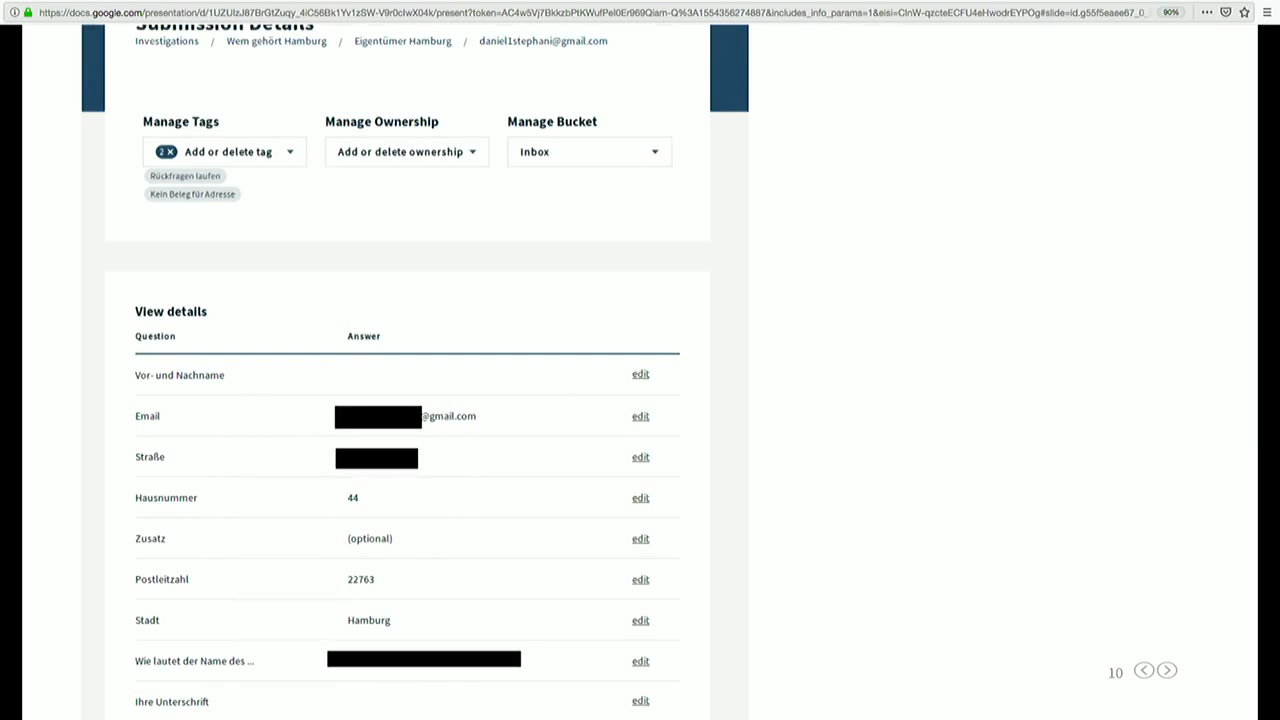 Submission Details
Investigations / Wem gehört Hamburg / Eigentümer Hamburg / daniel1stephani@gmail.com
Manage Tags Manage Ownership Manage Bucket
2 × Add or delete tag Add or delete ownership Inbox
Rückfragen laufen
Kein Beleg für Adresse
View details
Question Answer
Vor- und Nachname edit
Email @gmail.com edit
Straße edit
Hausnummer 44 edit
Zusatz (optional) edit
Postleitzahl 22763 edit
Stadt Hamburg edit
Wie lautet der Name des ... edit
10
Ihre Unterschrift edit
90%